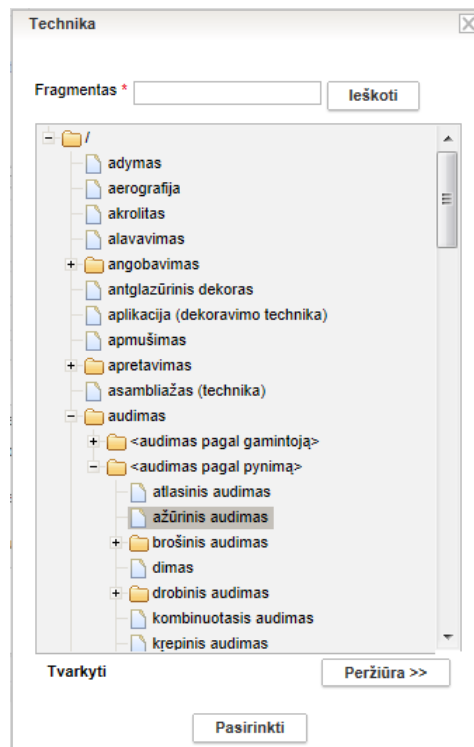 Technika
Fragmentas * Ieškoti
/
adymas
aerografija
akrolitas
alavavimas
angobavimas
antglazūrinis dekoras
aplikacija (dekoravimo technika)
apmušimas
apretavimas
asambliažas (technika)
audimas
<audimas pagal gamintoją>
<audimas pagal pynimą>
atlasinis audimas
ažūrinis audimas
brošinis audimas
dimas
drobinis audimas
kombinuotasis audimas
krepinis audimas
Tvarkyti Peržiūra >>
Pasirinkti